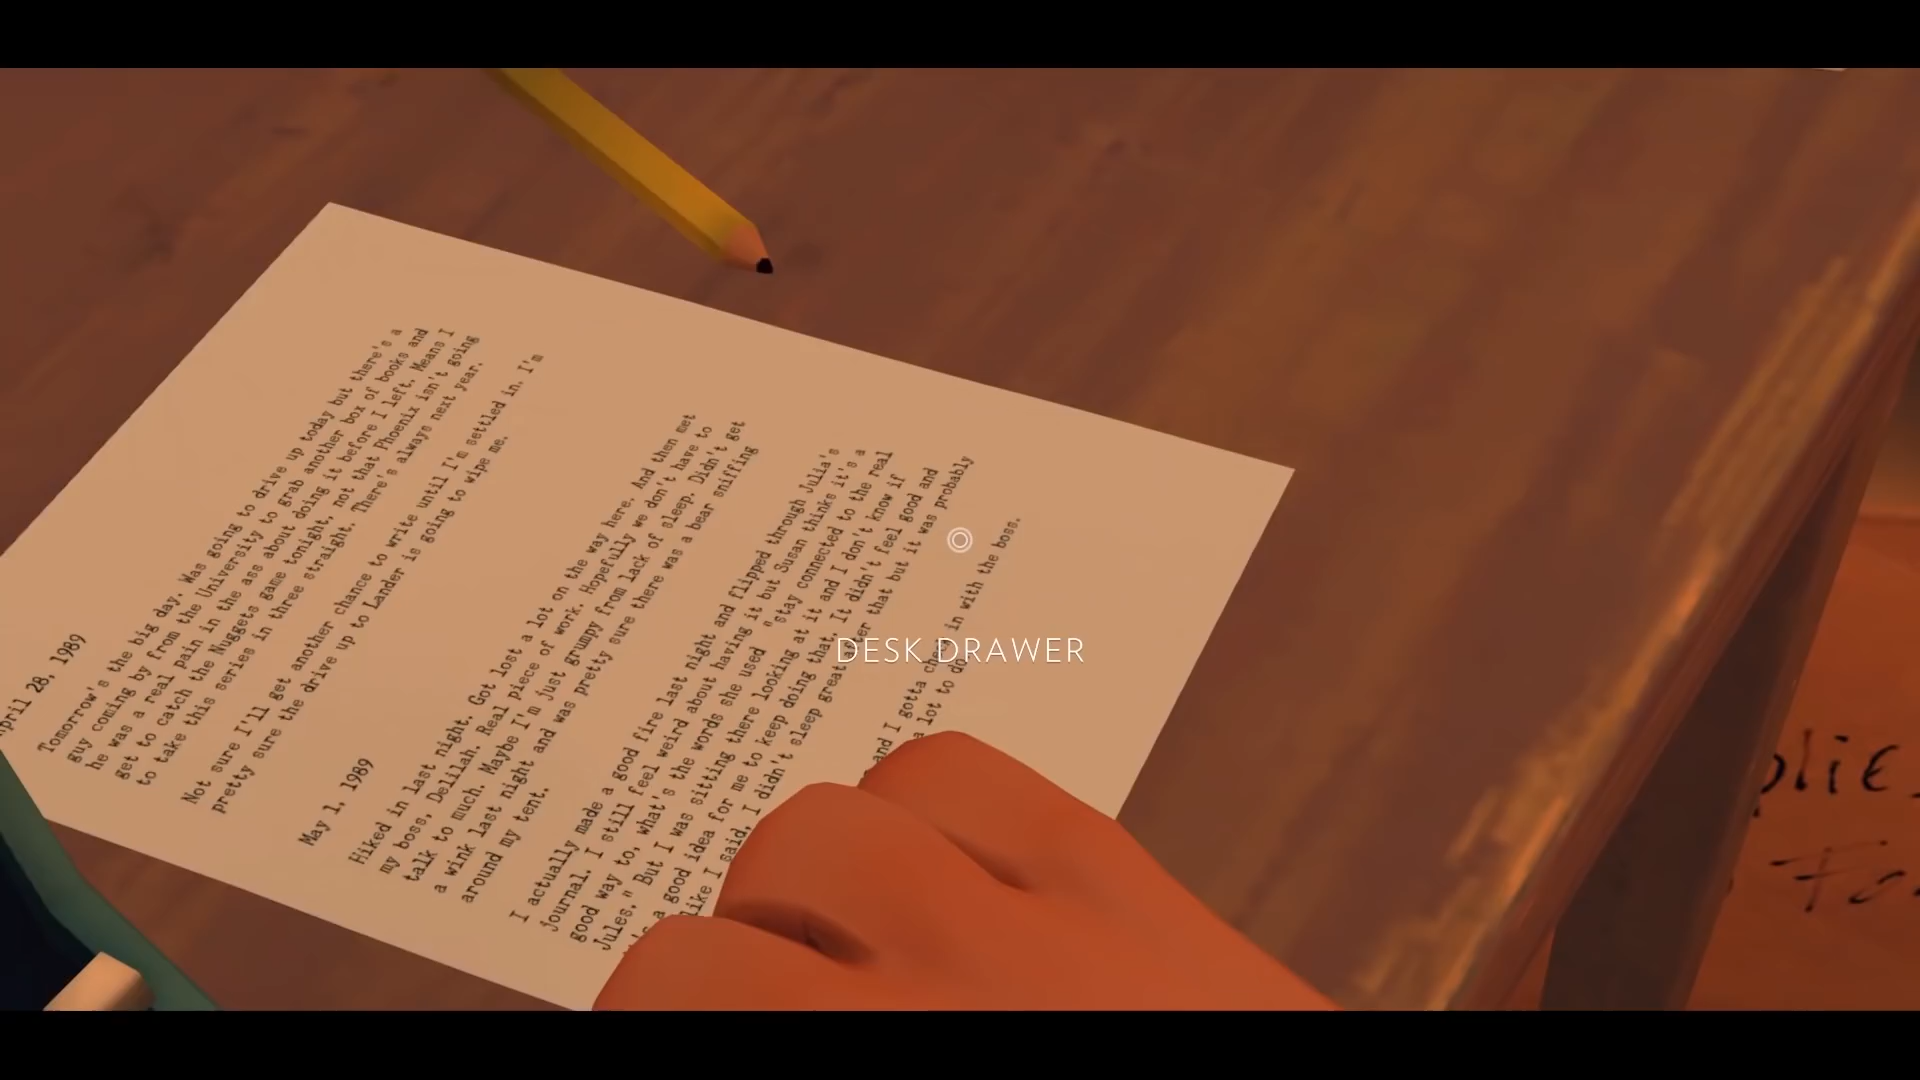 April 28, 1989
Tomorrow's the big day. Was going to drive up today but there's a
guy coming by from the University to grab another box of books and
he was a real pain in the ass about doing it before I left. Means I
get to catch the Nuggets game tonight, not that Phoenix isn't going
to take this series in three straight. There's always next year.
Not sure I'll get another chance to write until I'm settled in. I'm
pretty sure the drive up to Lander is going to wipe me.
May 1, 1989
Hiked in last night. Got lost a lot on the way here. And then met
my boss, Delilah. Real piece of work. Hopefully we don't have to
talk to much. Maybe I'm just grumpy from lack of sleep. Didn't get
a wink last night and was pretty sure there was a bear sniffing
around my tent.
I actually made a good fire last night and flipped through Julia's
journal. I still feel weird about having it but Susan thinks it's a
good way to, what's the words she used "stay connected to the real
Jules." But I was sitting there looking at it and I don't know if
a good idea for me to keep doing that. It didn't feel good and
like I said, I didn't sleep great after that but it was probably
and I gotta check in with the boss.
a lot to do
DESK DRAWER